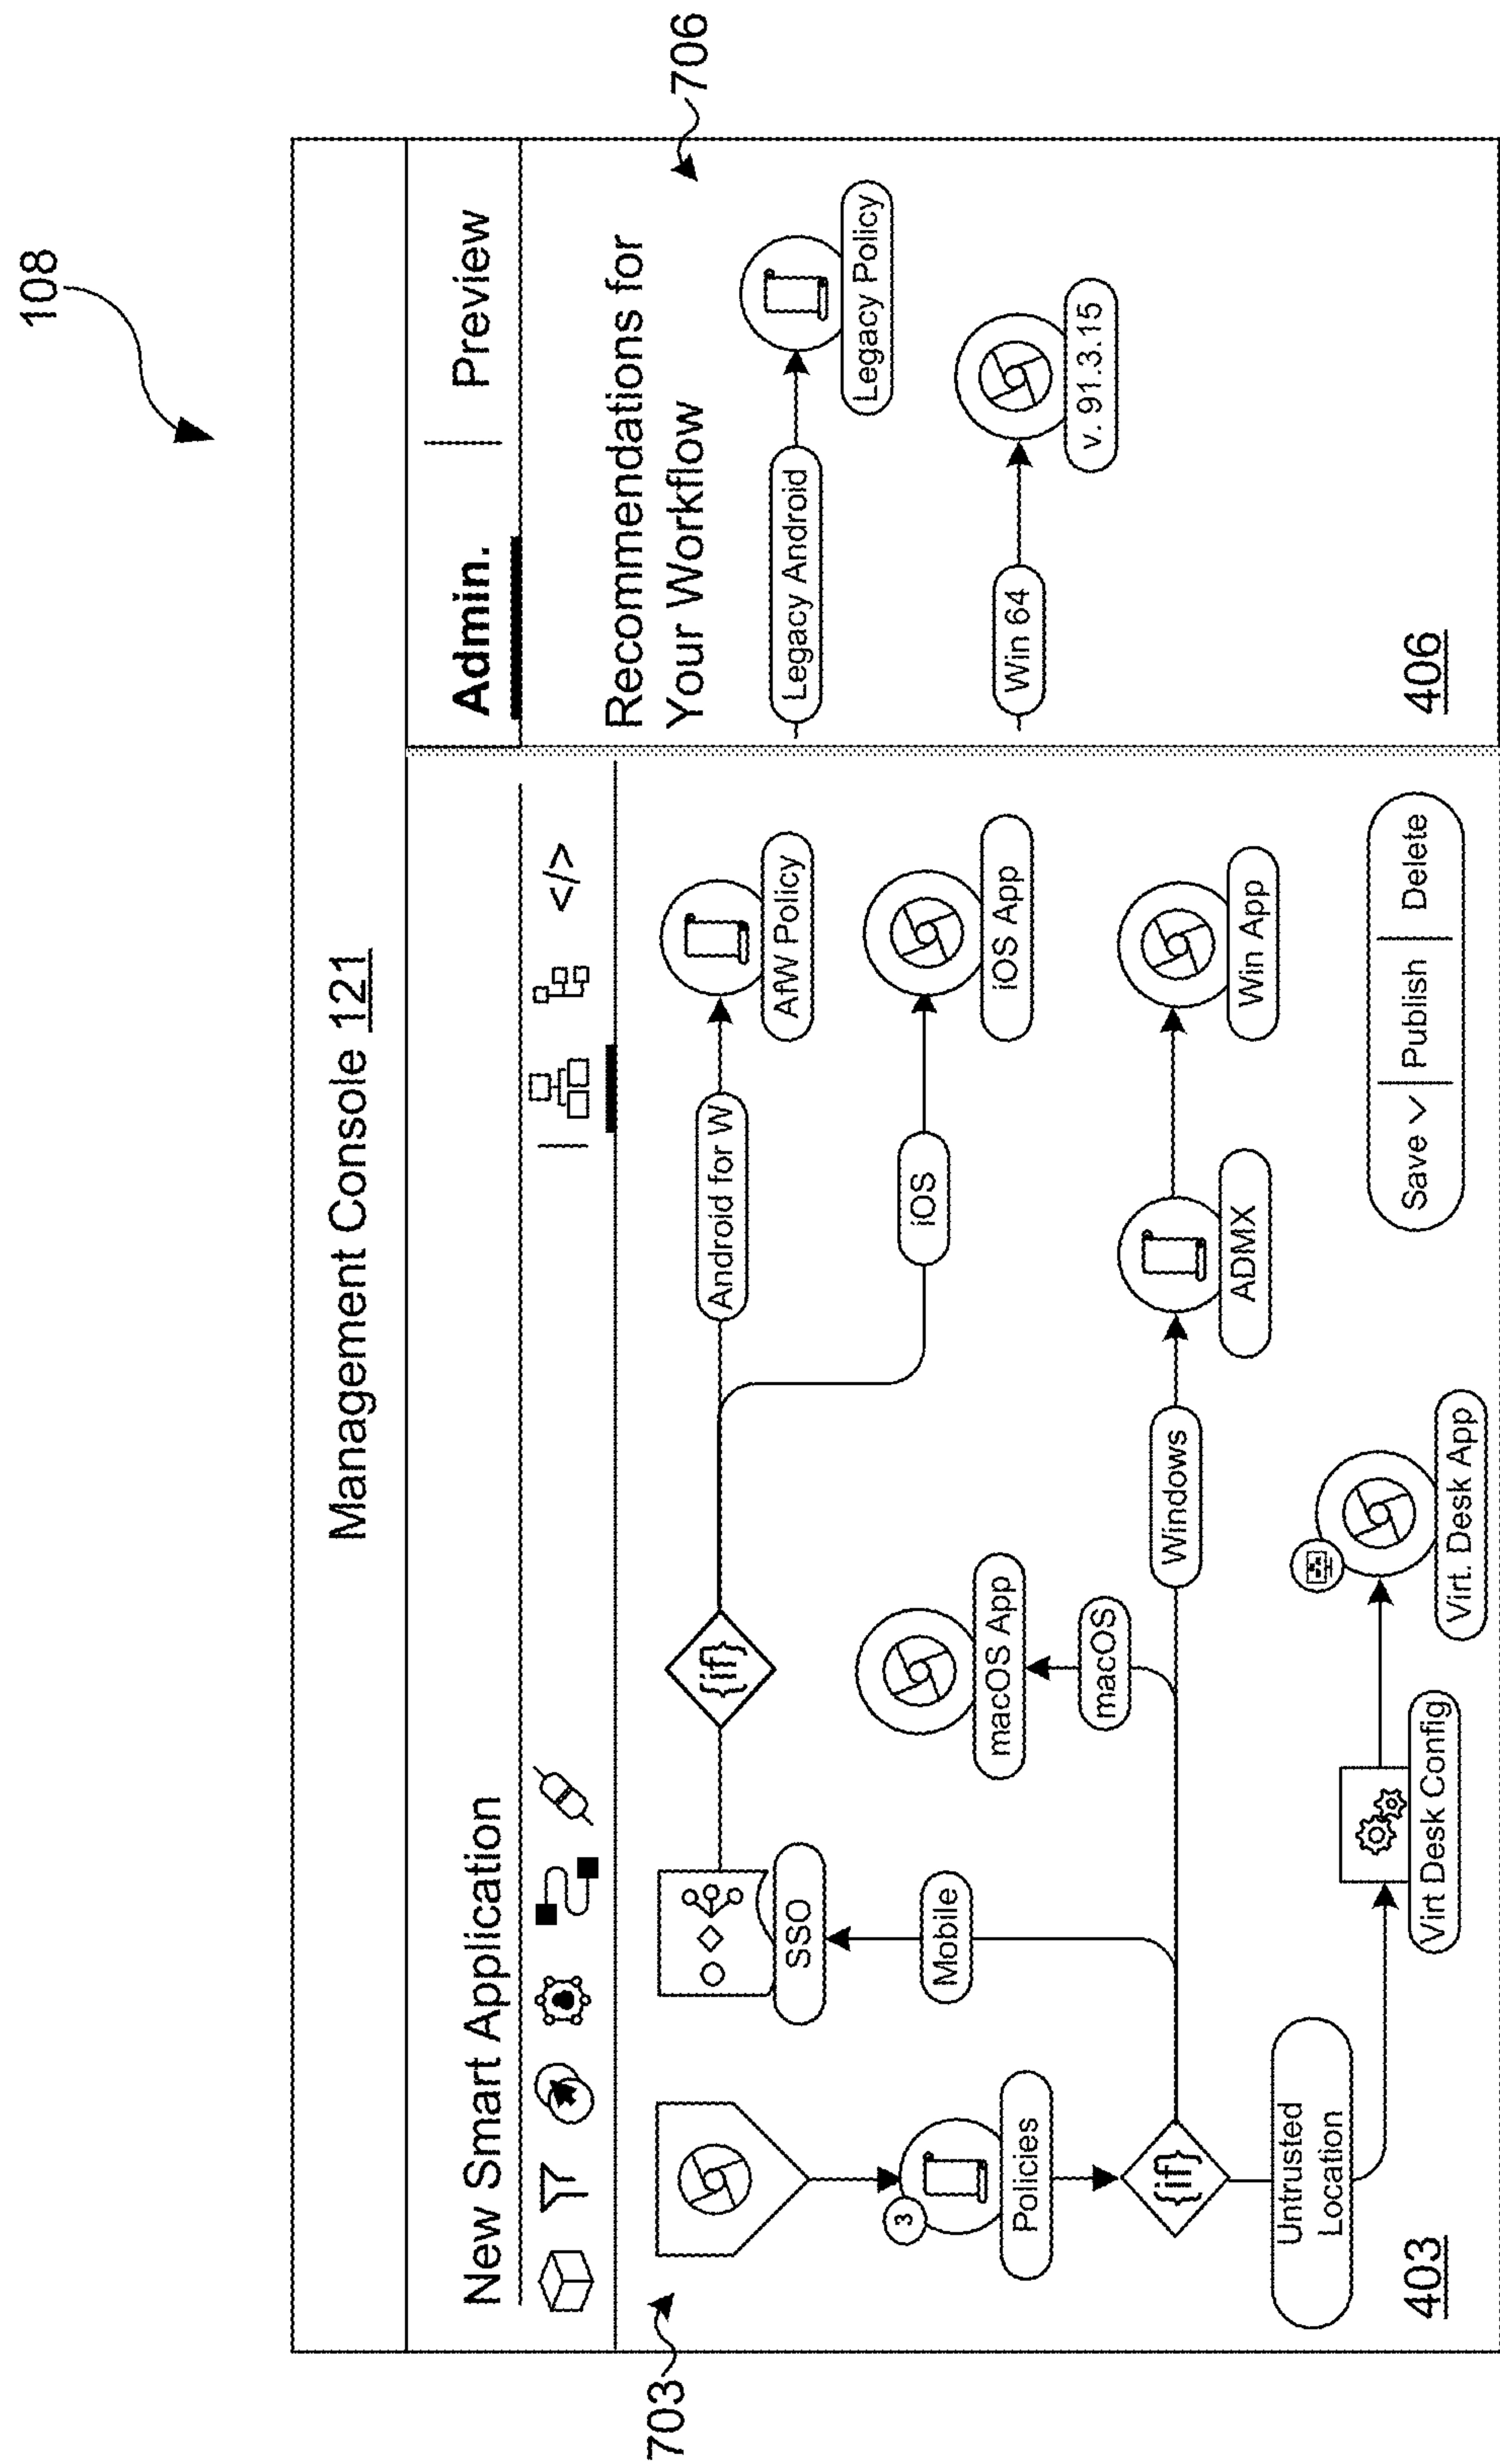 108
Management Console 121
New Smart Application
</>
Admin.
Preview
703
706
Recommendations for
Your Workflow
SSO
{if}
Android for W
AfW Policy
Legacy Android
Legacy Policy
3
Policies
Mobile
macOS App
macOS
iOS
iOS App
Win 64
v. 91.3.15
{if}
Windows
ADMX
Win App
Untrusted
Location
Virt Desk Config
Virt. Desk App
Save
Publish
Delete
403
406